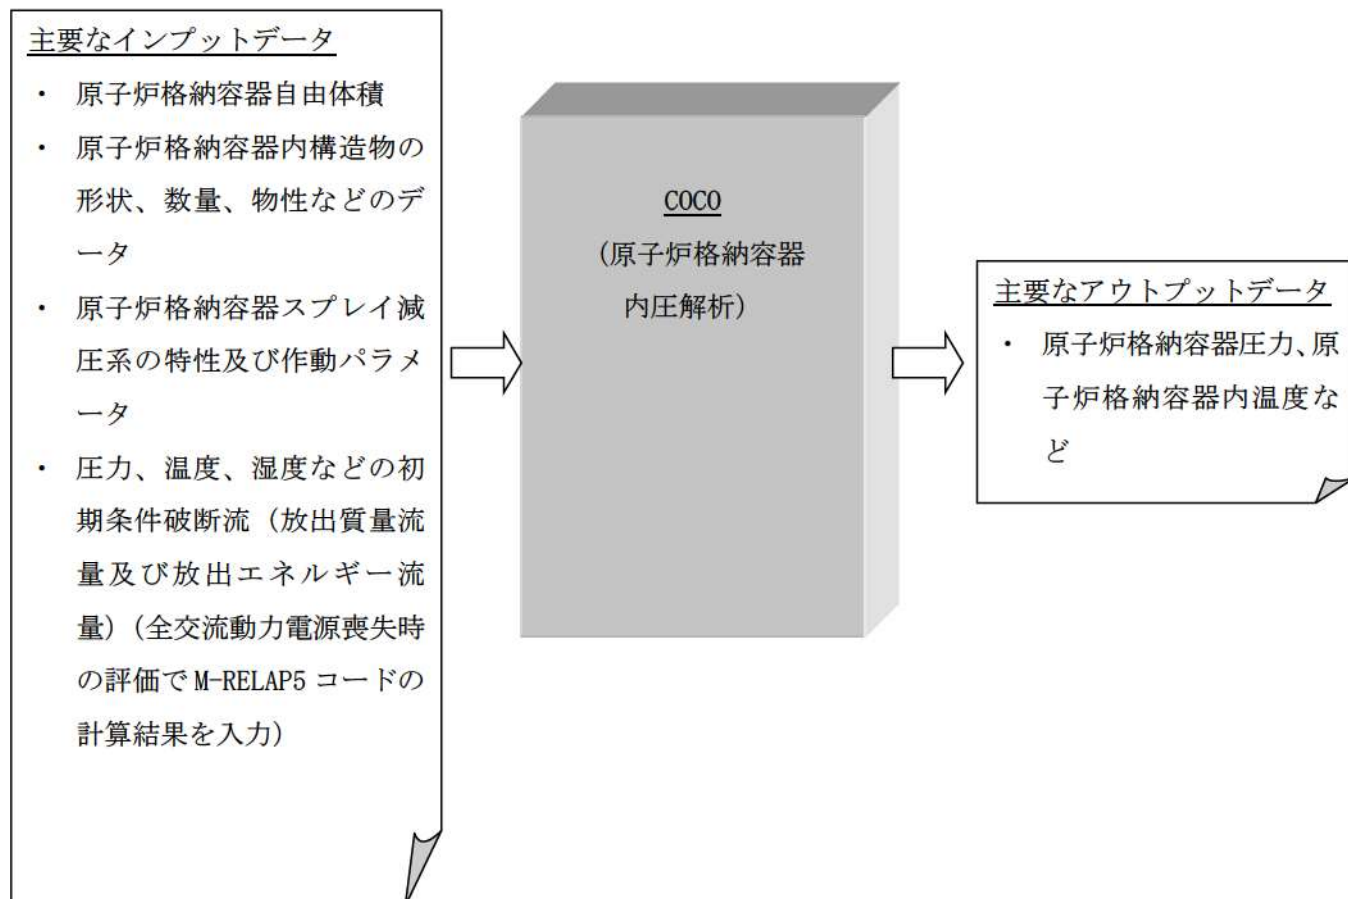 主要なインプットデータ
・ 原子炉格納容器自由体積
・ 原子炉格納容器内構造物の
形状、数量、物性などのデ
ータ
・ 原子炉格納容器スプレイ減
圧系の特性及び作動パラメ
ータ
・ 圧力、温度、湿度などの初
期条件破断流（放出質量流
量及び放出エネルギー流
量）（全交流動力電源喪失時
の評価で M-RELAP5 コードの
計算結果を入力）
COCO
（原子炉格納容器
内圧解析）
主要なアウトプットデータ
・ 原子炉格納容器圧力、原
子炉格納容器内温度な
ど